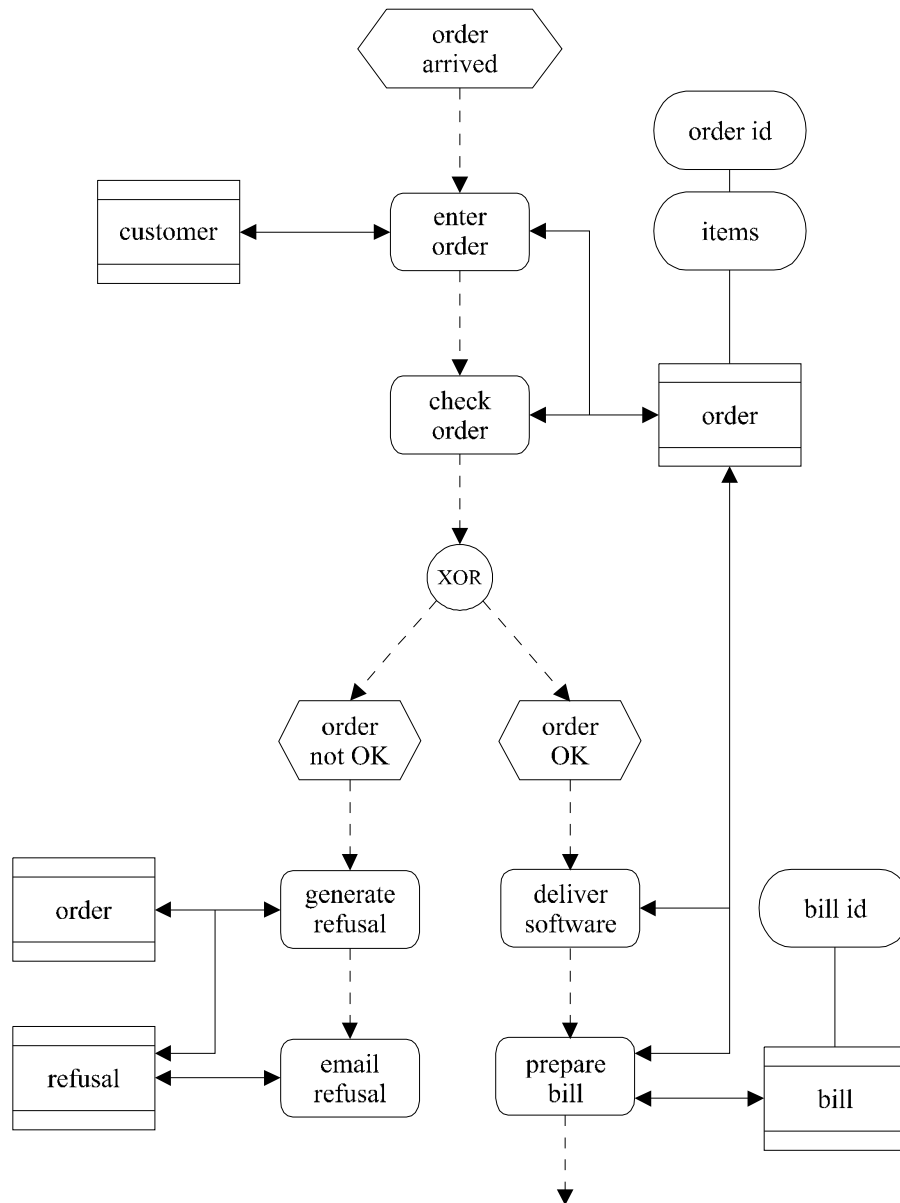 order
arrived
order id
customer
enter
order
items
check
order
order
XOR
order
not OK
order
OK
order
generate
refusal
deliver
software
bill id
refusal
email
refusal
prepare
bill
bill